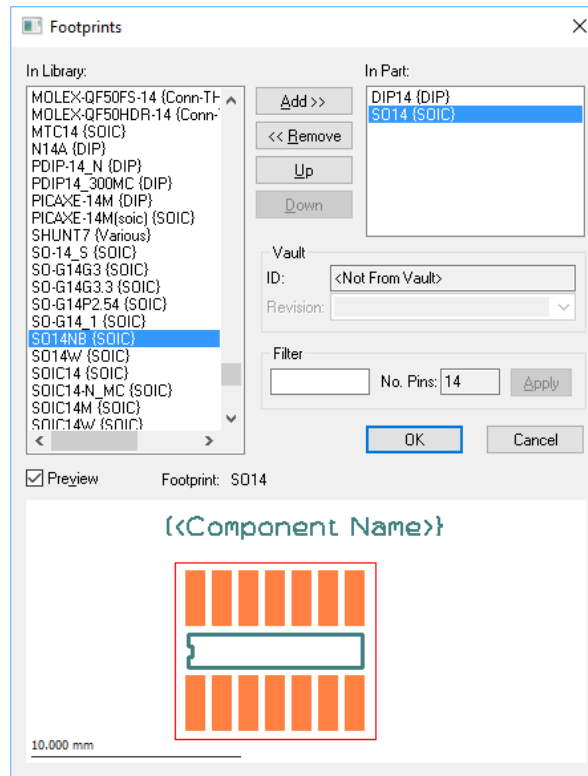 Footprints
In Library:
MOLEX-QF50FS-14 {Conn-TH
MOLEX-QF50HDR-14 {Conn-
MTC14 {SOIC}
N14A {DIP}
PDIP-14_N {DIP}
PDIP14_300MC {DIP}
PICAXE-14M {DIP}
PICAXE-14M(soic) {SOIC}
SHUNT7 {Various}
SO-14_S {SOIC}
SO-G14G3 {SOIC}
SO-G14G3.3 {SOIC}
SO-G14P2.54 {SOIC}
SO-G14_1 {SOIC}
SO14NB {SOIC}
SO14W {SOIC}
SOIC14 {SOIC}
SOIC14-N_MC {SOIC}
SOIC14M {SOIC}
SOIC14W {SOIC}
Add >>
<< Remove
Up
Down
In Part:
DIP14 {DIP}
SO14 {SOIC}
Vault
ID: <Not From Vault>
Revision:
Filter
No. Pins: 14 Apply
OK Cancel
Preview Footprint: SO14
{<Component Name>}
10.000 mm